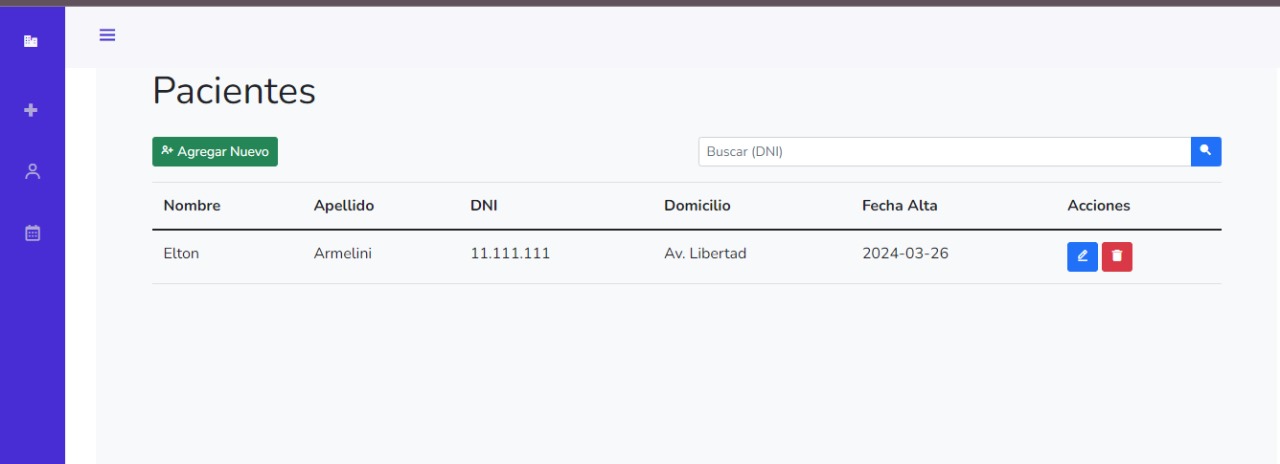 Pacientes
Agregar Nuevo
Buscar (DNI)
Nombre Apellido DNI Domicilio Fecha Alta Acciones
Elton Armelini 11.111.111 Av. Libertad 2024-03-26